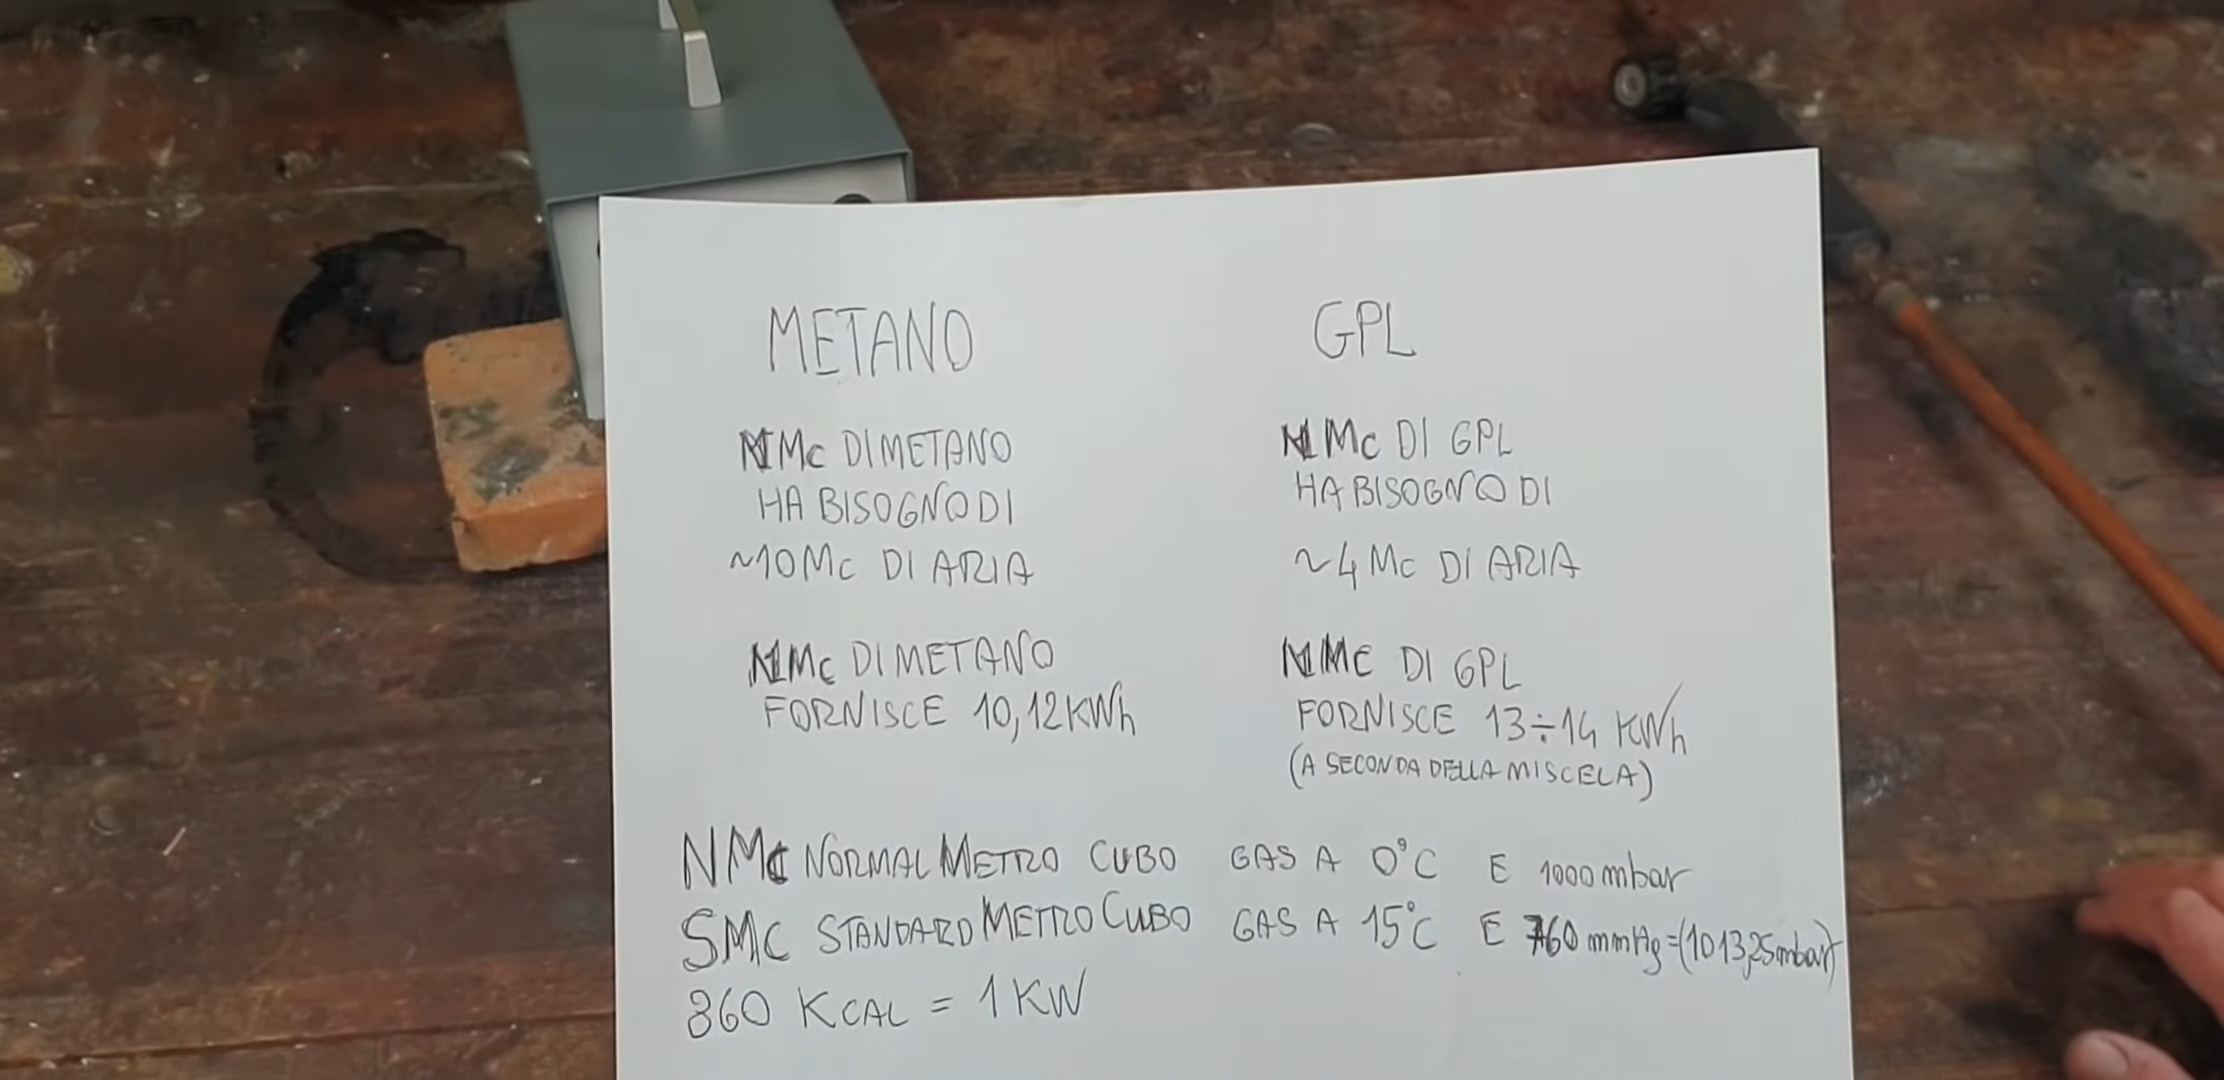 METANO
GPL
NMc DI METANO
HA BISOGNO DI
~10 Mc DI ARIA
NMc DI GPL
HA BISOGNO DI
~4 Mc DI ARIA
NMc DI METANO
FORNISCE 10,12 KWh
NMc DI GPL
FORNISCE 13÷14 KWh
(A SECONDA DELLA MISCELA)
NMc NORMAL METRO CUBO GAS A 0°C E 1000 mbar
SMC STANDARD METRO CUBO GAS A 15°C E 760 mmHg=(1013,25mbar)
860 KCAL = 1 KW